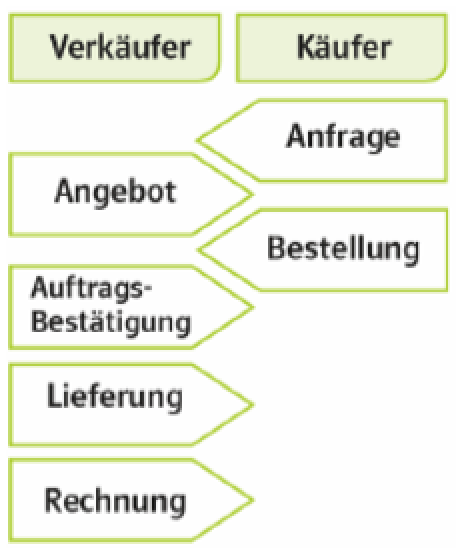 Verkäufer
Käufer
Anfrage
Angebot
Bestellung
Auftrags-
Bestätigung
Lieferung
Rechnung